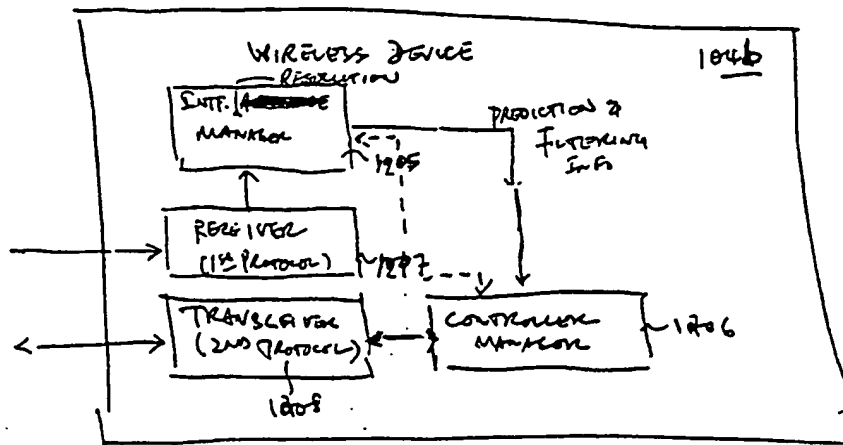 WIRELESS DEVICE
104b
RESOLUTION
INTF.
MANAGER
PREDICTION &
FILTERING
INFO
1205
RECEIVER
(1st PROTOCOL)
1207
TRANSCEIVER
(2ND PROTOCOL)
CONTROLLER
MANAGER
1206
1208